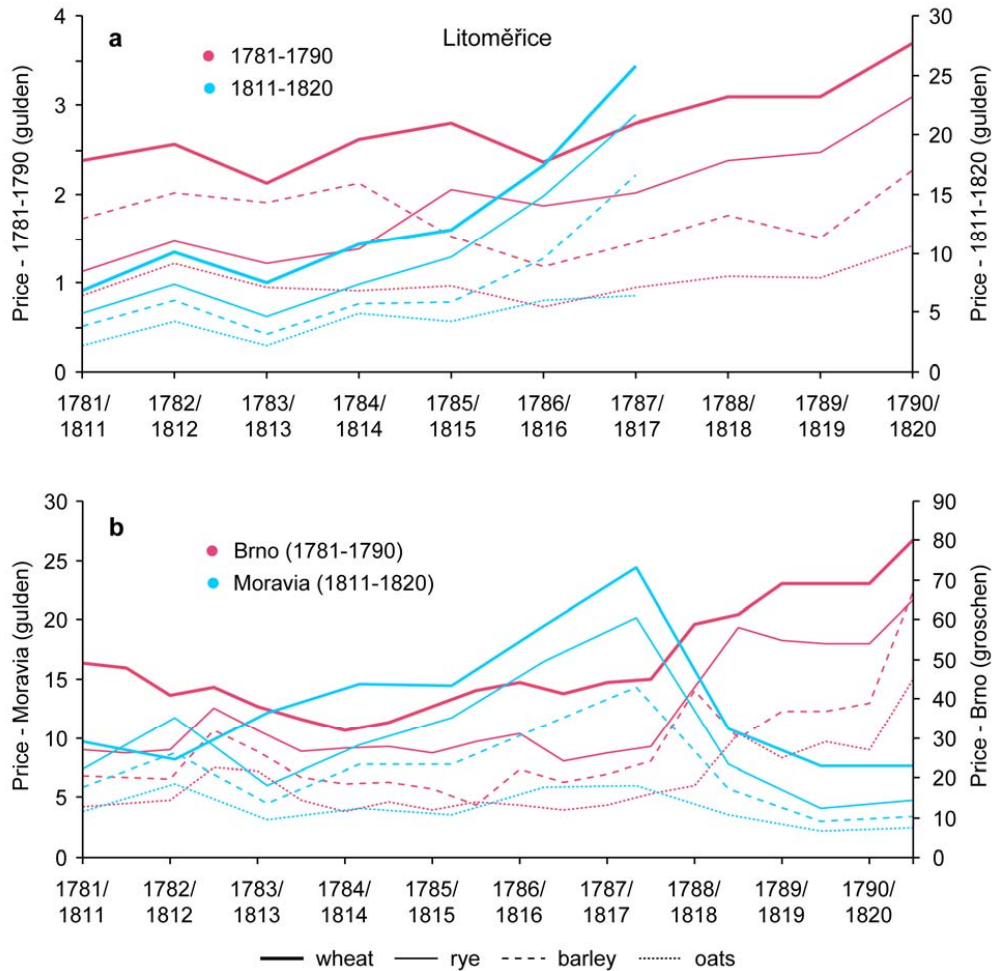 a
Litoměřice
1781-1790
1811-1820
Price - 1781-1790 (gulden)
4
3
2
1
0
Price - 1811-1820 (gulden)
30
25
20
15
10
5
0
1781/ 1782/ 1783/ 1784/ 1785/ 1786/ 1787/ 1788/ 1789/ 1790/
1811 1812 1813 1814 1815 1816 1817 1818 1819 1820
b
Brno (1781-1790)
Moravia (1811-1820)
Price - Moravia (gulden)
30
25
20
15
10
5
0
Price - Brno (groschen)
90
80
70
60
50
40
30
20
10
0
1781/ 1782/ 1783/ 1784/ 1785/ 1786/ 1787/ 1788/ 1789/ 1790/
1811 1812 1813 1814 1815 1816 1817 1818 1819 1820
wheat rye barley oats